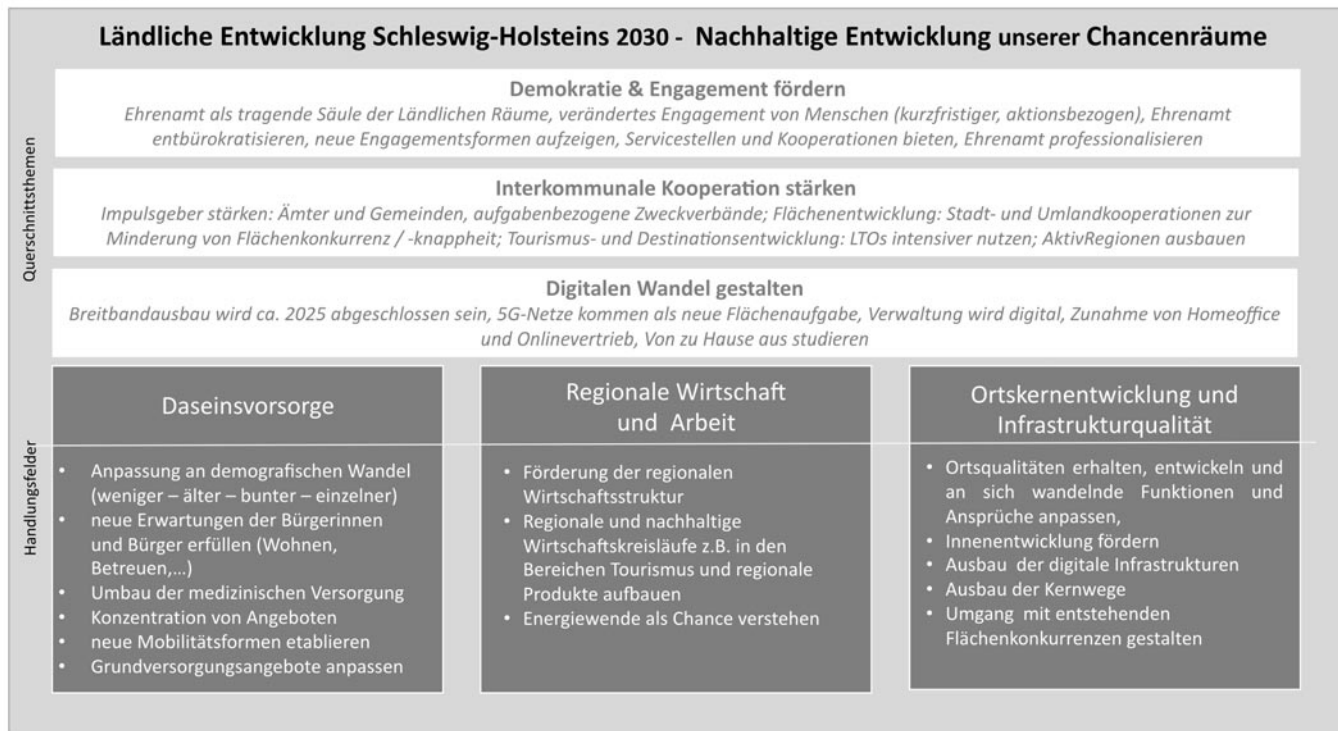 Ländliche Entwicklung Schleswig-Holsteins 2030 - Nachhaltige Entwicklung unserer Chancenräume
Querschnittsthemen
Demokratie & Engagement fördern
Ehrenamt als tragende Säule der Ländlichen Räume, verändertes Engagement von Menschen (kurzfristiger, aktionsbezogen), Ehrenamt
entbürokratisieren, neue Engagementsformen aufzeigen, Servicestellen und Kooperationen bieten, Ehrenamt professionalisieren
Interkommunale Kooperation stärken
Impulsgeber stärken: Ämter und Gemeinden, aufgabenbezogene Zweckverbände; Flächenentwicklung: Stadt- und Umlandkooperationen zur
Minderung von Flächenkonkurrenz / -knappheit; Tourismus- und Destinationsentwicklung: LTOs intensiver nutzen; AktivRegionen ausbauen
Digitalen Wandel gestalten
Breitbandausbau wird ca. 2025 abgeschlossen sein, 5G-Netze kommen als neue Flächenaufgabe, Verwaltung wird digital, Zunahme von Homeoffice
und Onlinevertrieb, Von zu Hause aus studieren
Handlungsfelder
Daseinsvorsorge
• Anpassung an demografischen Wandel
(weniger – älter – bunter – einzelner)
• neue Erwartungen der Bürgerinnen
und Bürger erfüllen (Wohnen,
Betreuen,…)
• Umbau der medizinischen Versorgung
• Konzentration von Angeboten
• neue Mobilitätsformen etablieren
• Grundversorgungsangebote anpassen
Regionale Wirtschaft
und Arbeit
• Förderung der regionalen
Wirtschaftsstruktur
• Regionale und nachhaltige
Wirtschaftskreisläufe z.B. in den
Bereichen Tourismus und regionale
Produkte aufbauen
• Energiewende als Chance verstehen
Ortskernentwicklung und
Infrastrukturqualität
• Ortsqualitäten erhalten, entwickeln und
an sich wandelnde Funktionen und
Ansprüche anpassen,
• Innenentwicklung fördern
• Ausbau der digitale Infrastrukturen
• Ausbau der Kernwege
• Umgang mit entstehenden
Flächenkonkurrenzen gestalten